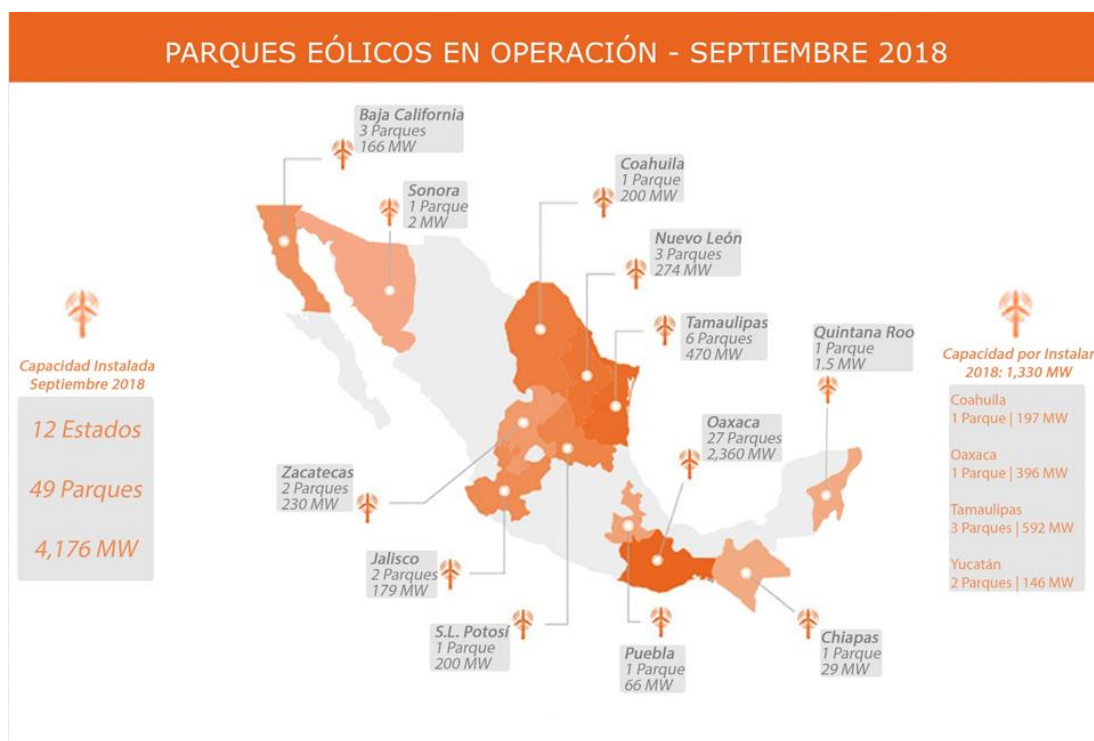 PARQUES EÓLICOS EN OPERACIÓN - SEPTIEMBRE 2018
Baja California
3 Parques
166 MW
Sonora
1 Parque
2 MW
Coahuila
1 Parque
200 MW
Nuevo León
3 Parques
274 MW
Tamaulipas
6 Parques
470 MW
Quintana Roo
1 Parque
1.5 MW
Oaxaca
27 Parques
2,360 MW
Zacatecas
2 Parques
230 MW
Jalisco
2 Parques
179 MW
S.L. Potosí
1 Parque
200 MW
Puebla
1 Parque
66 MW
Chiapas
1 Parque
29 MW
Capacidad Instalada
Septiembre 2018
12 Estados
49 Parques
4,176 MW
Capacidad por Instalar
2018: 1,330 MW
Coahuila
1 Parque | 197 MW
Oaxaca
1 Parque | 396 MW
Tamaulipas
3 Parques | 592 MW
Yucatán
2 Parques | 146 MW